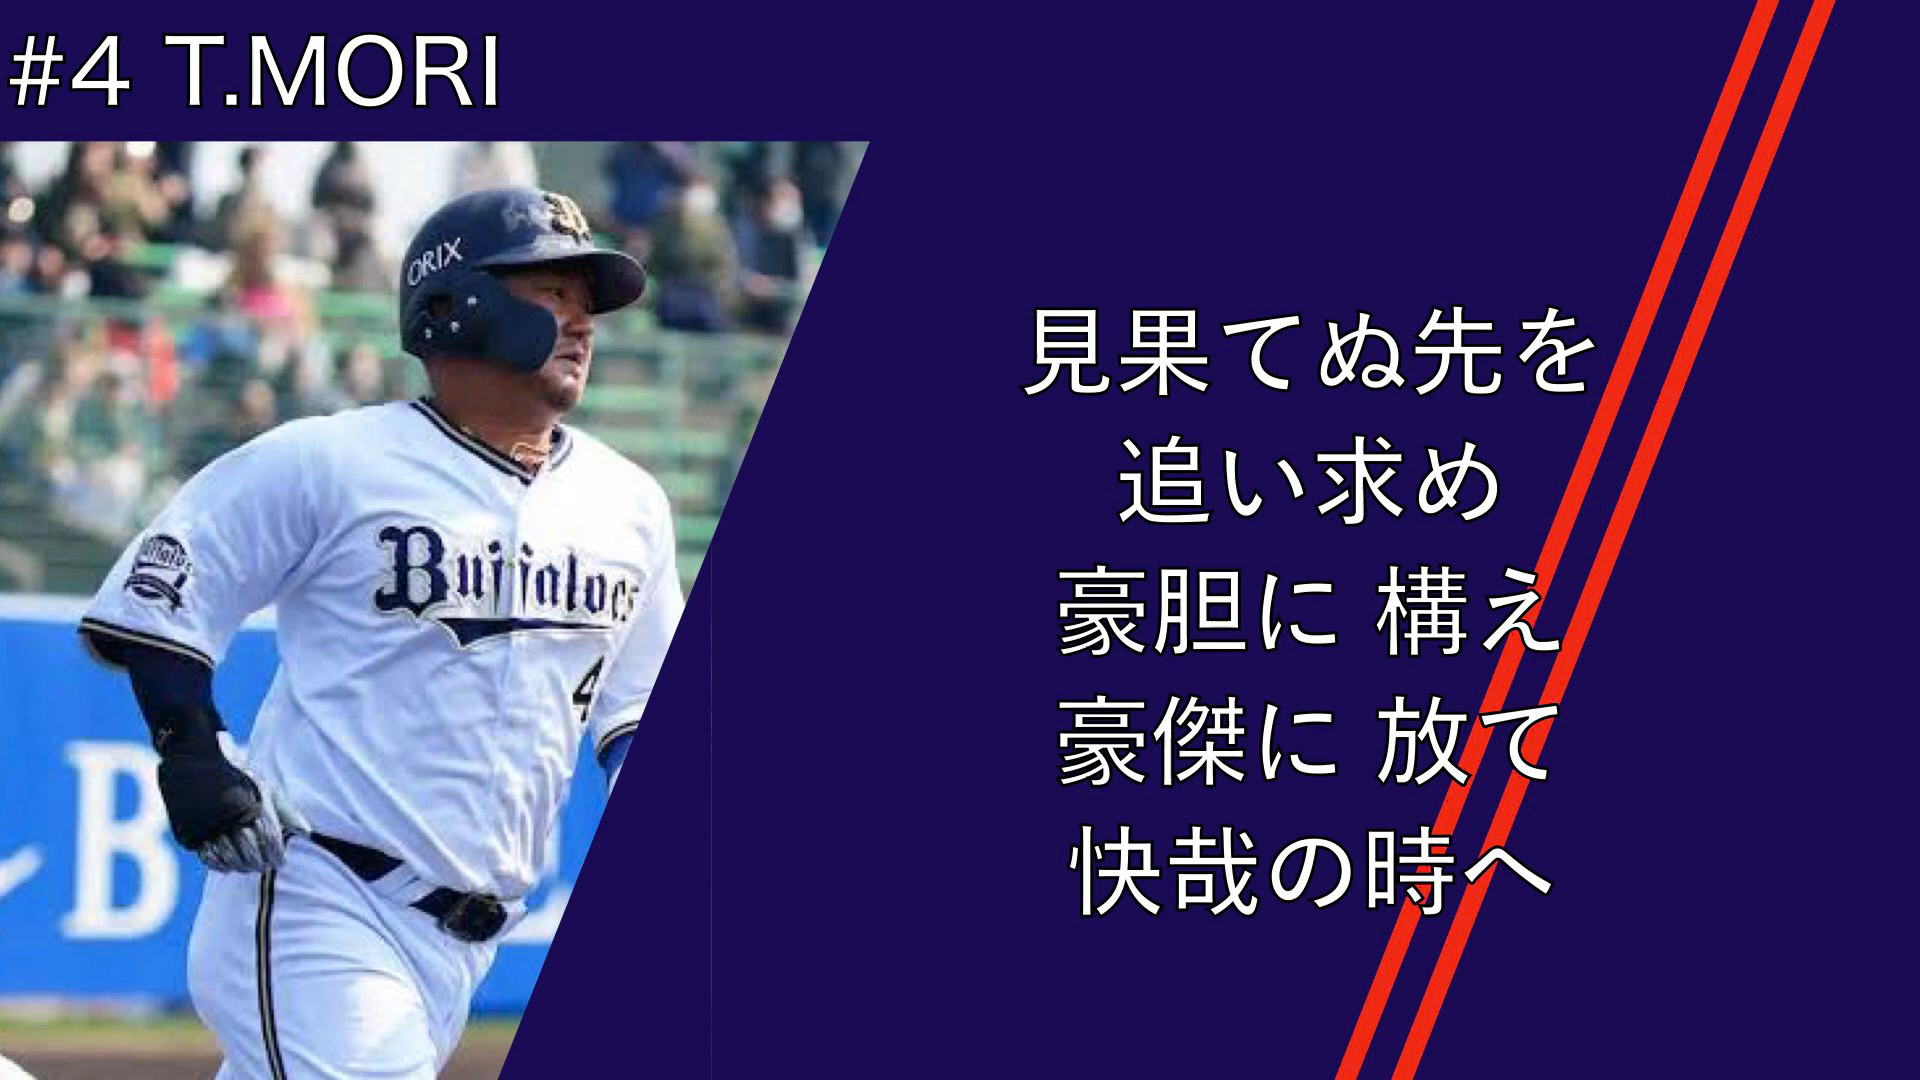 #4 T.MORI
ORIX
Buffaloes
4
B
見果てぬ先を
追い求め
豪胆に 構え
豪傑に 放て
快哉の時へ